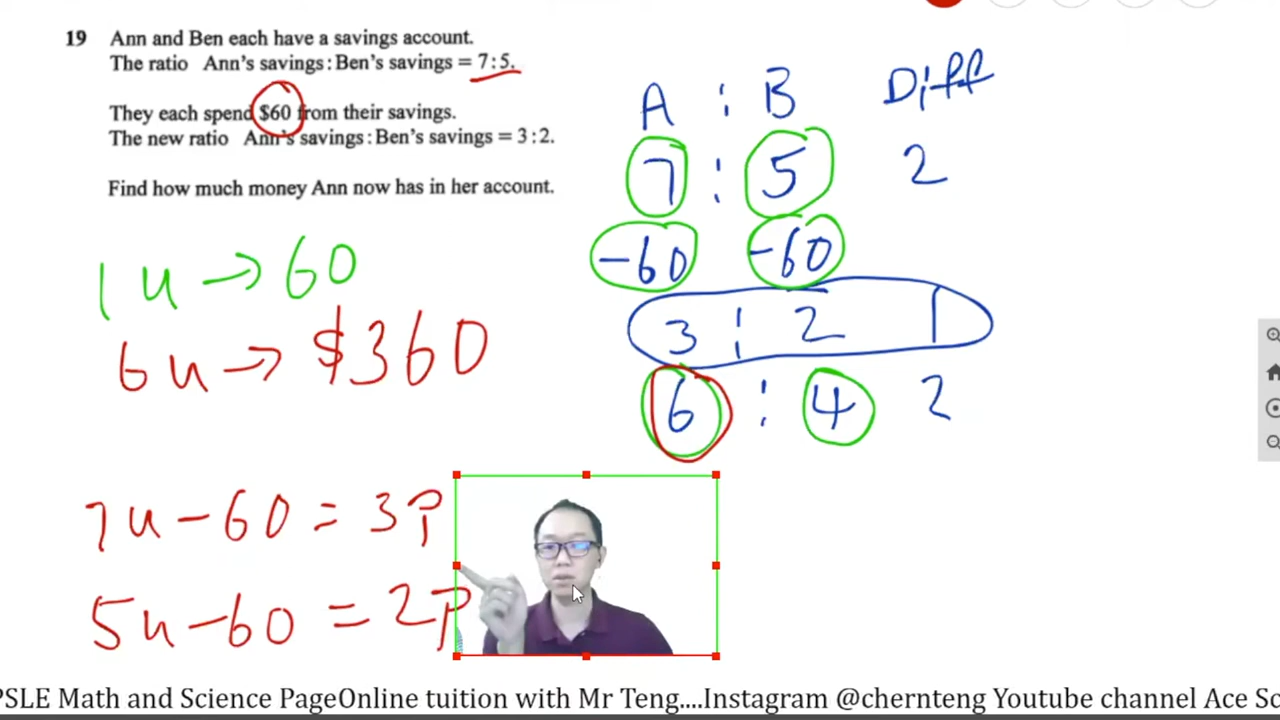 19 Ann and Ben each have a savings account.
The ratio Ann's savings : Ben's savings = 7 : 5.
They each spend $60 from their savings.
The new ratio Ann's savings : Ben's savings = 3 : 2.
Find how much money Ann now has in her account.
A : B Diff
7 : 5 2
-60 -60
3 : 2 1
6 : 4 2
1u → 60
6u → $360
7u - 60 = 3P
5u - 60 = 2P
PSLE Math and Science PageOnline tuition with Mr Teng....Instagram @chernteng Youtube channel Ace Sc